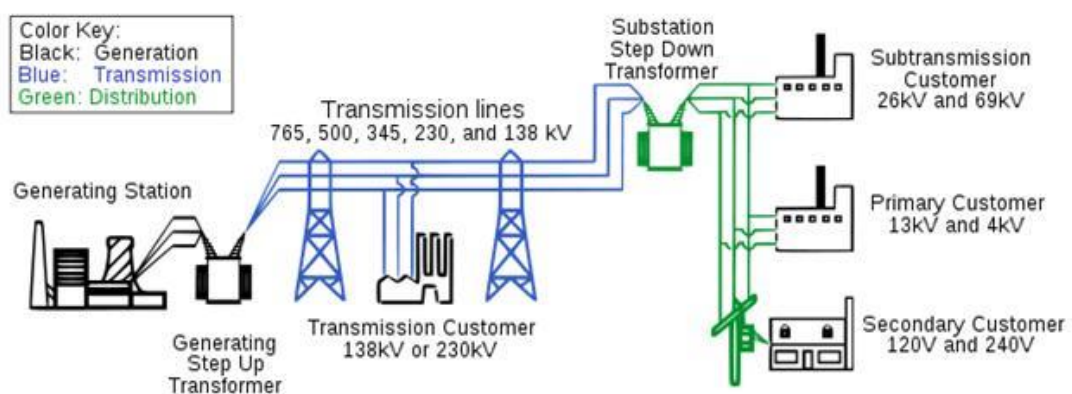 Color Key:
Black: Generation
Blue: Transmission
Green: Distribution
Substation
Step Down
Transformer
Subtransmission
Customer
26kV and 69kV
Transmission lines
765, 500, 345, 230, and 138 kV
Generating Station
Primary Customer
13kV and 4kV
Transmission Customer
138kV or 230kV
Secondary Customer
120V and 240V
Generating
Step Up
Transformer